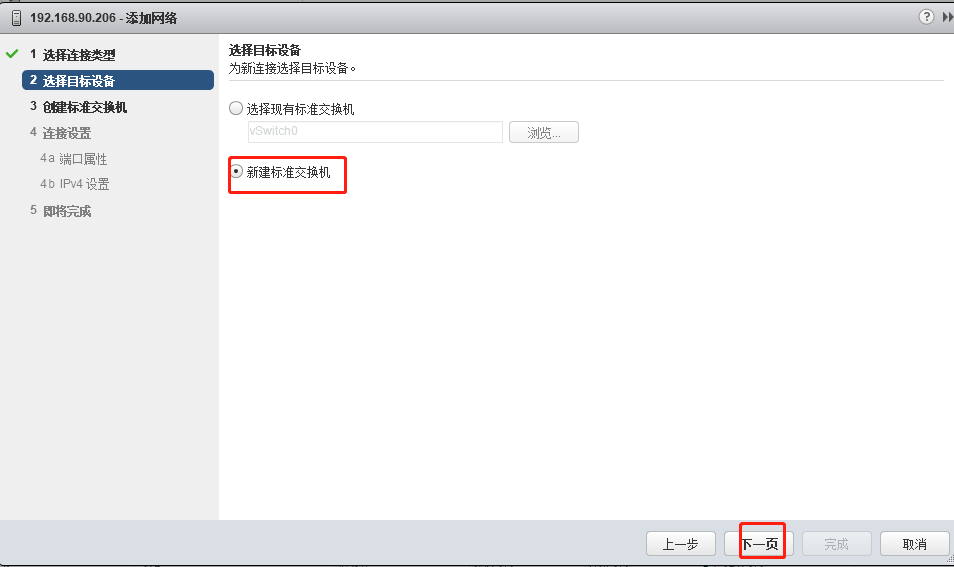 192.168.90.206 - 添加网络
?
1 选择连接类型
2 选择目标设备
3 创建标准交换机
4 连接设置
4a 端口属性
4b IPv4 设置
5 即将完成
选择目标设备
为新连接选择目标设备。
选择现有标准交换机
vSwitch0
浏览...
新建标准交换机
上一步
下一页
完成
取消